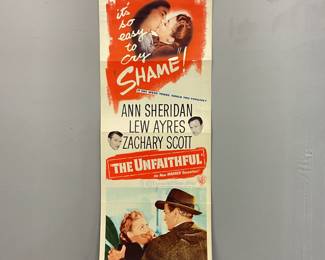 it's
so
easy
to
cry
SHAME!
ANN SHERIDAN
LEW AYRES
ZACHARY SCOTT
"THE UNFAITHFUL"